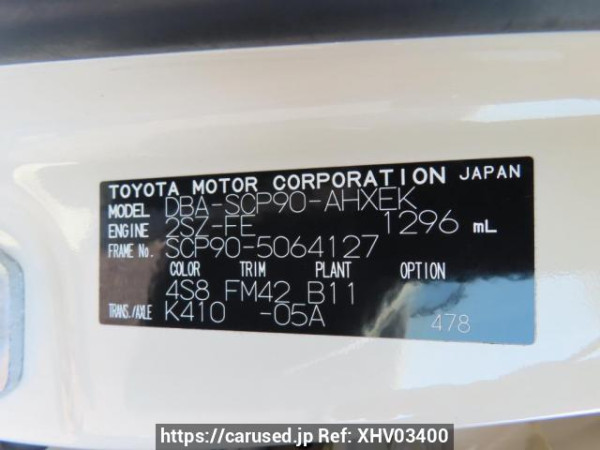 TOYOTA MOTOR CORPORATION JAPAN
MODEL DBA-SCP90-AHXEK
ENGINE 2SZ-FE 1296 mL
FRAME No. SCP90-5064127
COLOR TRIM PLANT OPTION
4S8 FM42 B11
TRANS./AXLE K410 -05A 478
https://carused.jp Ref: XHV03400